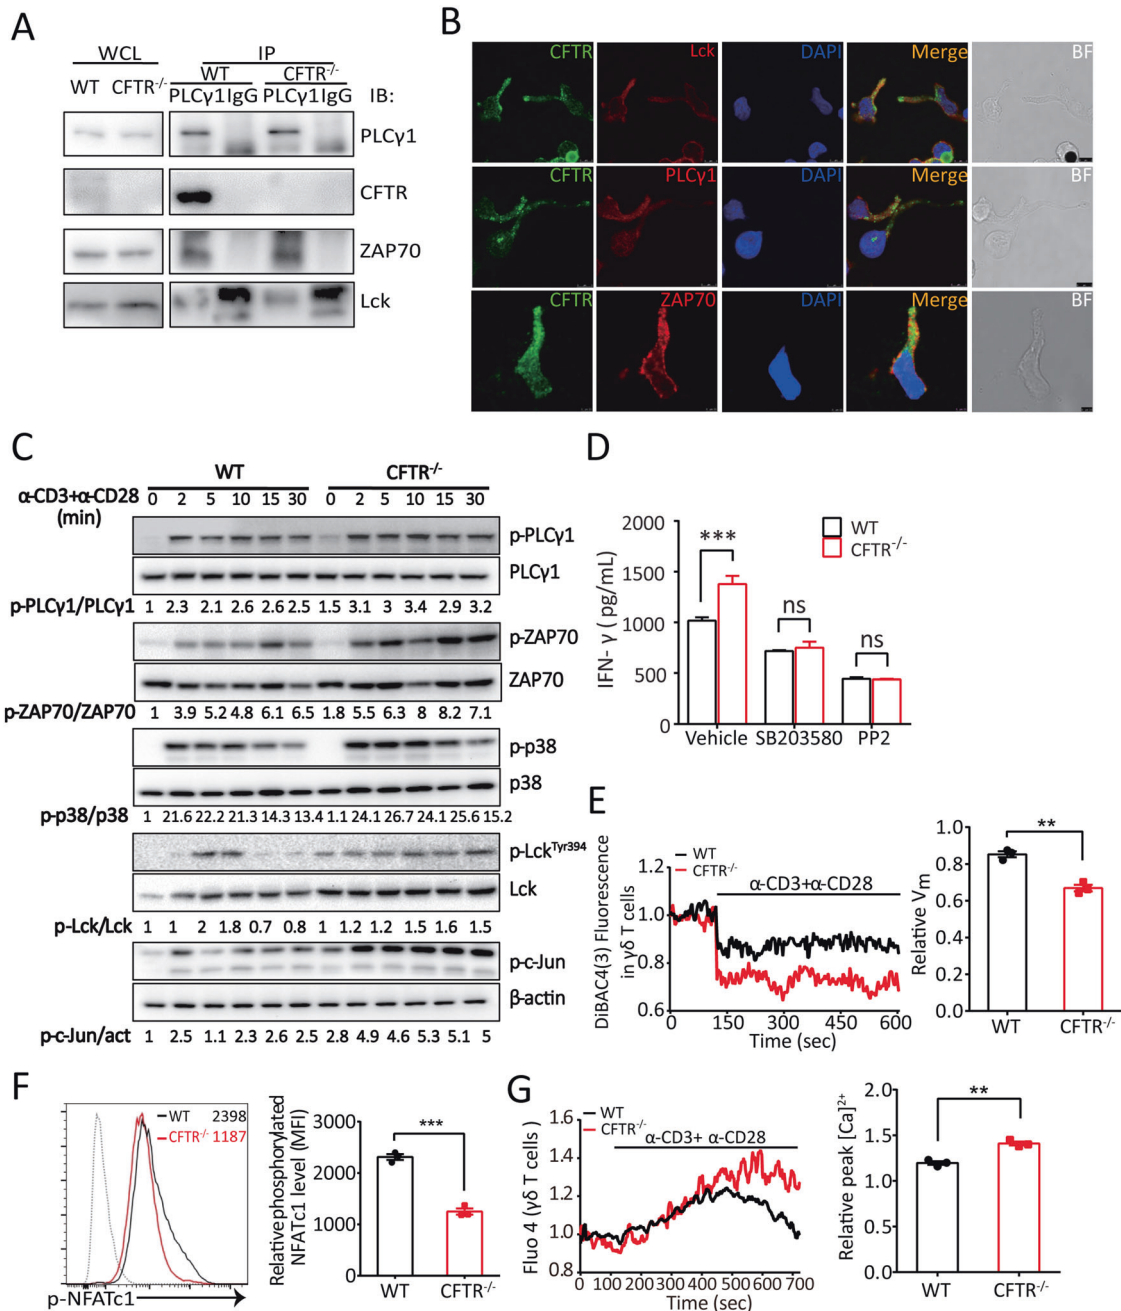 A
WCL IP
WT CFTR-/- WT CFTR-/-
PLCγ1 IgG PLCγ1 IgG IB:
PLCγ1
CFTR
ZAP70
Lck
B
CFTR Lck DAPI Merge BF
CFTR PLCγ1 DAPI Merge BF
CFTR ZAP70 DAPI Merge BF
C
WT CFTR-/-
α-CD3+α-CD28 0 2 5 10 15 30 0 2 5 10 15 30
(min)
p-PLCγ1
PLCγ1
p-PLCγ1/PLCγ1 1 2.3 2.1 2.6 2.6 2.5 1.5 3.1 3 3.4 2.9 3.2
p-ZAP70
ZAP70
p-ZAP70/ZAP70 1 3.9 5.2 4.8 6.1 6.5 1.8 5.5 6.3 8 8.2 7.1
p-p38
p38
p-p38/p38 1 21.6 22.2 21.3 14.3 13.4 1.1 24.1 26.7 24.1 25.6 15.2
p-LckTyr394
Lck
p-Lck/Lck 1 1 2 1.8 0.7 0.8 1 1.2 1.2 1.5 1.6 1.5
p-c-Jun
β-actin
p-c-Jun/act 1 2.5 1.1 2.3 2.6 2.5 2.8 4.9 4.6 5.3 5.1 5
D
IFN- γ (pg/mL)
2000
1500
1000
500
0
***
ns
ns
WT
CFTR-/-
Vehicle SB203580 PP2
E
DiBAC4(3) Fluorescence
in γδ T cells
1.2
1.0
0.8
0.6
WT
CFTR-/-
α-CD3+α-CD28
0 150 300 450 600
Time (sec)
Relative Vm
1.0
0.8
0.6
0.4
0.2
0.0
**
WT CFTR-/-
F
WT 2398
CFTR-/- 1187
p-NFATc1
Relativephosphorylated
NFATc1 level (MFI)
3000
2000
1000
0
***
WT CFTR-/-
G
Fluo 4 (γδ T cells )
1.6
1.4
1.2
1.0
0.8
WT
CFTR-/-
α-CD3+ α-CD28
0 100 200 300 400 500 600 700
Time (sec)
Relative peak [Ca]2+
2.0
1.5
1.0
0.5
0.0
**
WT CFTR-/-